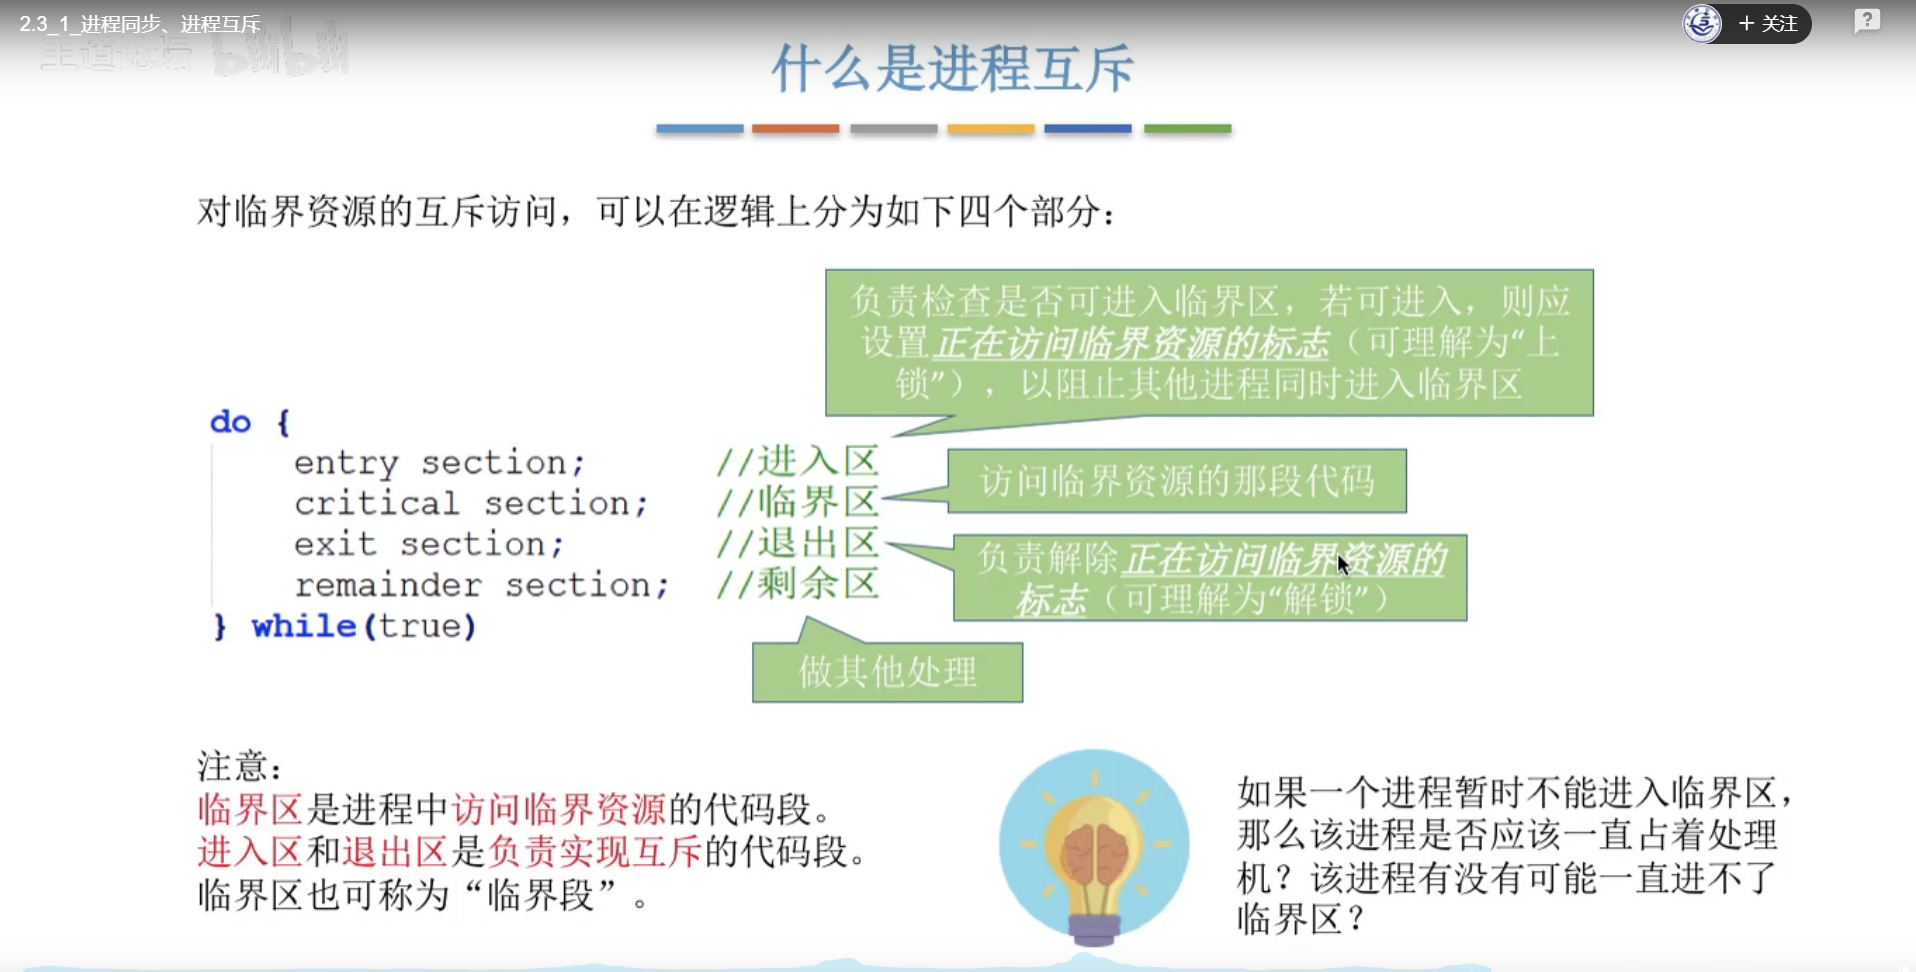 2.3_1_进程同步、进程互斥
王道论坛 bilibili
+ 关注
?
什么是进程互斥
对临界资源的互斥访问，可以在逻辑上分为如下四个部分：
负责检查是否可进入临界区，若可进入，则应
设置正在访问临界资源的标志（可理解为“上
锁”），以阻止其他进程同时进入临界区
do {
entry section; //进入区
critical section; //临界区
exit section; //退出区
remainder section; //剩余区
} while(true)
访问临界资源的那段代码
负责解除正在访问临界资源的
标志（可理解为“解锁”）
做其他处理
注意：
临界区是进程中访问临界资源的代码段。
进入区和退出区是负责实现互斥的代码段。
临界区也可称为“临界段”。
如果一个进程暂时不能进入临界区，
那么该进程是否应该一直占着处理
机？该进程有没有可能一直进不了
临界区？